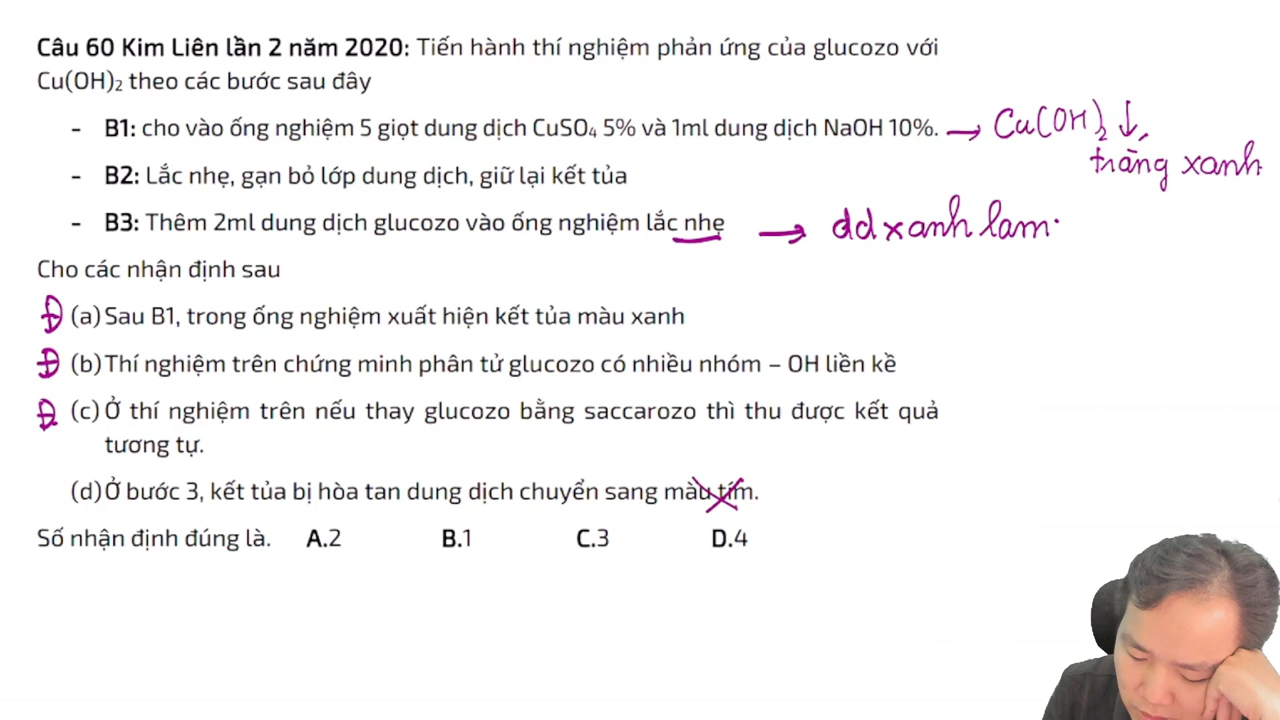 Câu 60 Kim Liên lần 2 năm 2020: Tiến hành thí nghiệm phản ứng của glucozo với
Cu(OH)₂ theo các bước sau đây
- B1: cho vào ống nghiệm 5 giọt dung dịch CuSO₄ 5% và 1ml dung dịch NaOH 10%. → Cu(OH)₂ ↓,
tràng xanh
- B2: Lắc nhẹ, gạn bỏ lớp dung dịch, giữ lại kết tủa
- B3: Thêm 2ml dung dịch glucozo vào ống nghiệm lắc nhẹ → dd xanh lam.
Cho các nhận định sau
Đ (a) Sau B1, trong ống nghiệm xuất hiện kết tủa màu xanh
Đ (b) Thí nghiệm trên chứng minh phân tử glucozo có nhiều nhóm – OH liền kề
Đ (c) Ở thí nghiệm trên nếu thay glucozo bằng saccarozo thì thu được kết quả
tương tự.
(d) Ở bước 3, kết tủa bị hòa tan dung dịch chuyển sang màu tím.
Số nhận định đúng là. A.2 B.1 C.3 D.4